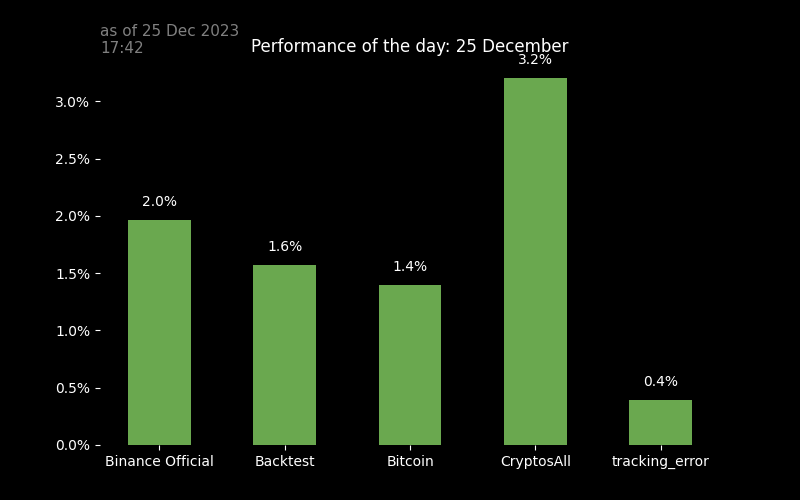 as of 25 Dec 2023
17:42
Performance of the day: 25 December
3.2%
3.0%
2.5%
2.0%
2.0%
1.6%
1.5%
1.4%
1.0%
0.5%
0.4%
0.0%
Binance Official
Backtest
Bitcoin
CryptosAll
tracking_error